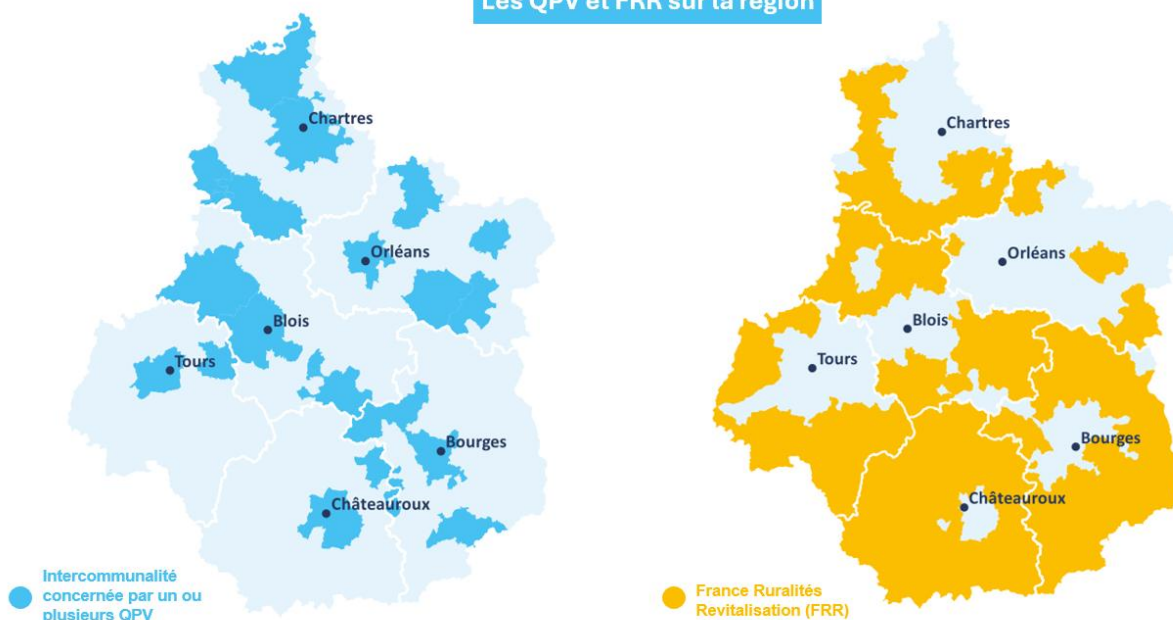 Les QPV et FRR sur la région
Chartres
Orléans
Blois
Tours
Bourges
Châteauroux
Intercommunalité
concernée par un ou
plusieurs QPV
Chartres
Orléans
Blois
Tours
Bourges
Châteauroux
France Ruralités
Revitalisation (FRR)